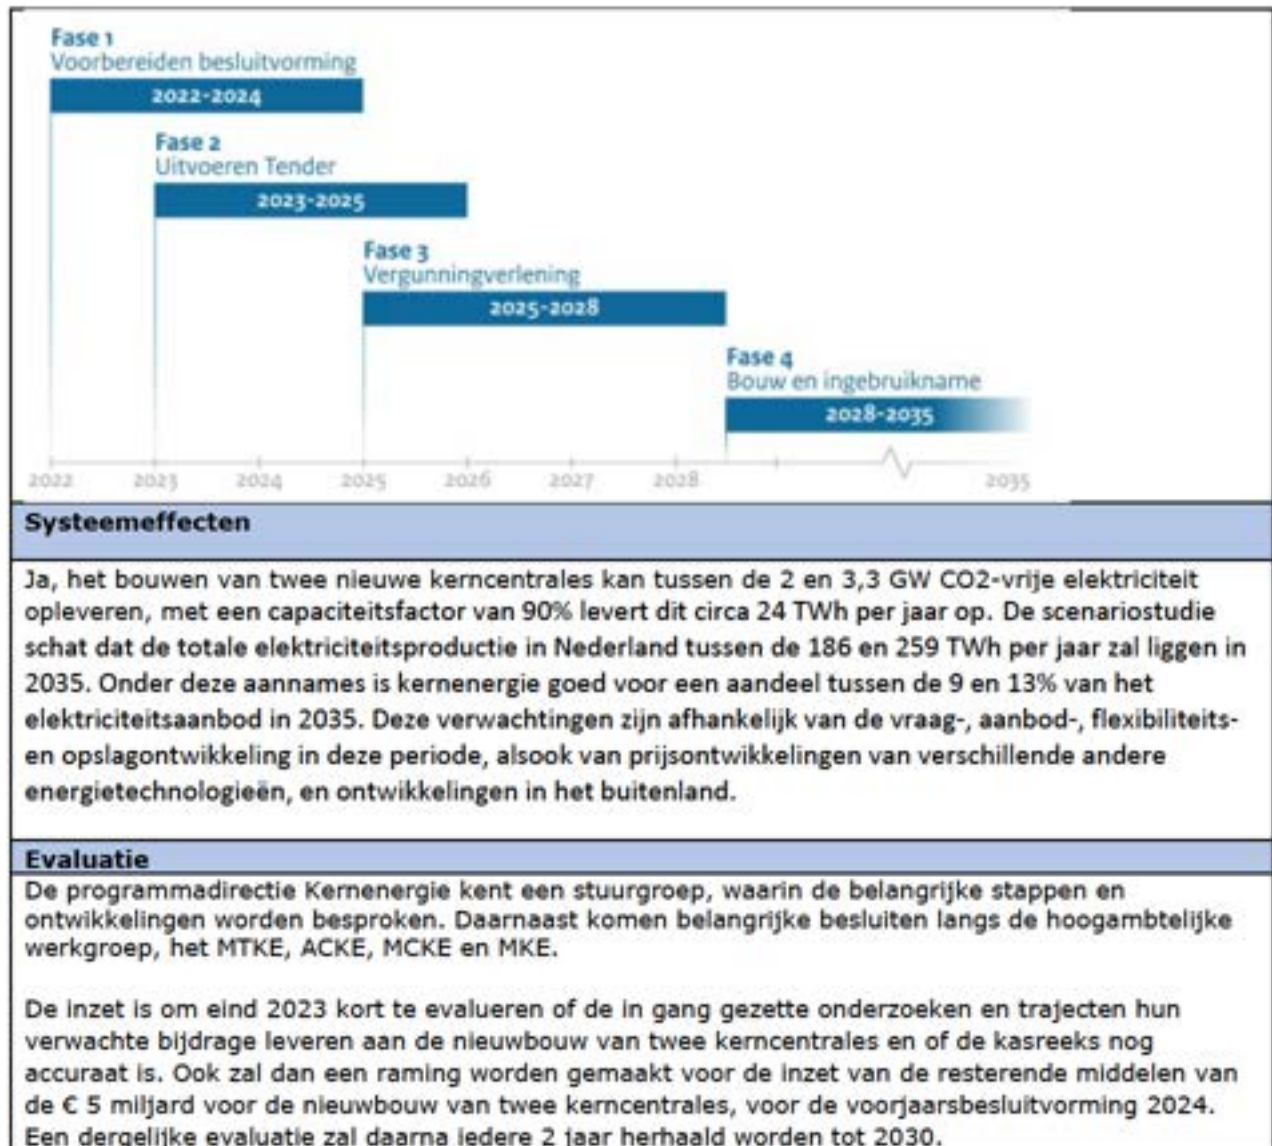 Fase 1
Voorbereiden besluitvorming
2022-2024
Fase 2
Uitvoeren Tender
2023-2025
Fase 3
Vergunningverlening
2025-2028
Fase 4
Bouw en ingebruikname
2028-2035
2022 2023 2024 2025 2026 2027 2028 2035
Systeemeffecten
Ja, het bouwen van twee nieuwe kerncentrales kan tussen de 2 en 3,3 GW CO2-vrije elektriciteit
opleveren, met een capaciteitsfactor van 90% levert dit circa 24 TWh per jaar op. De scenariostudie
schat dat de totale elektriciteitsproductie in Nederland tussen de 186 en 259 TWh per jaar zal liggen in
2035. Onder deze aannames is kernenergie goed voor een aandeel tussen de 9 en 13% van het
elektriciteitsaanbod in 2035. Deze verwachtingen zijn afhankelijk van de vraag-, aanbod-, flexibiliteits-
en opslagontwikkeling in deze periode, alsook van prijsontwikkelingen van verschillende andere
energietechnologieën, en ontwikkelingen in het buitenland.
Evaluatie
De programmadirectie Kernenergie kent een stuurgroep, waarin de belangrijke stappen en
ontwikkelingen worden besproken. Daarnaast komen belangrijke besluiten langs de hoogambtelijke
werkgroep, het MTKE, ACKE, MCKE en MKE.
De inzet is om eind 2023 kort te evalueren of de in gang gezette onderzoeken en trajecten hun
verwachte bijdrage leveren aan de nieuwbouw van twee kerncentrales en of de kasreeks nog
accuraat is. Ook zal dan een raming worden gemaakt voor de inzet van de resterende middelen van
de € 5 miljard voor de nieuwbouw van twee kerncentrales, voor de voorjaarsbesluitvorming 2024.
Een dergelijke evaluatie zal daarna iedere 2 jaar herhaald worden tot 2030.